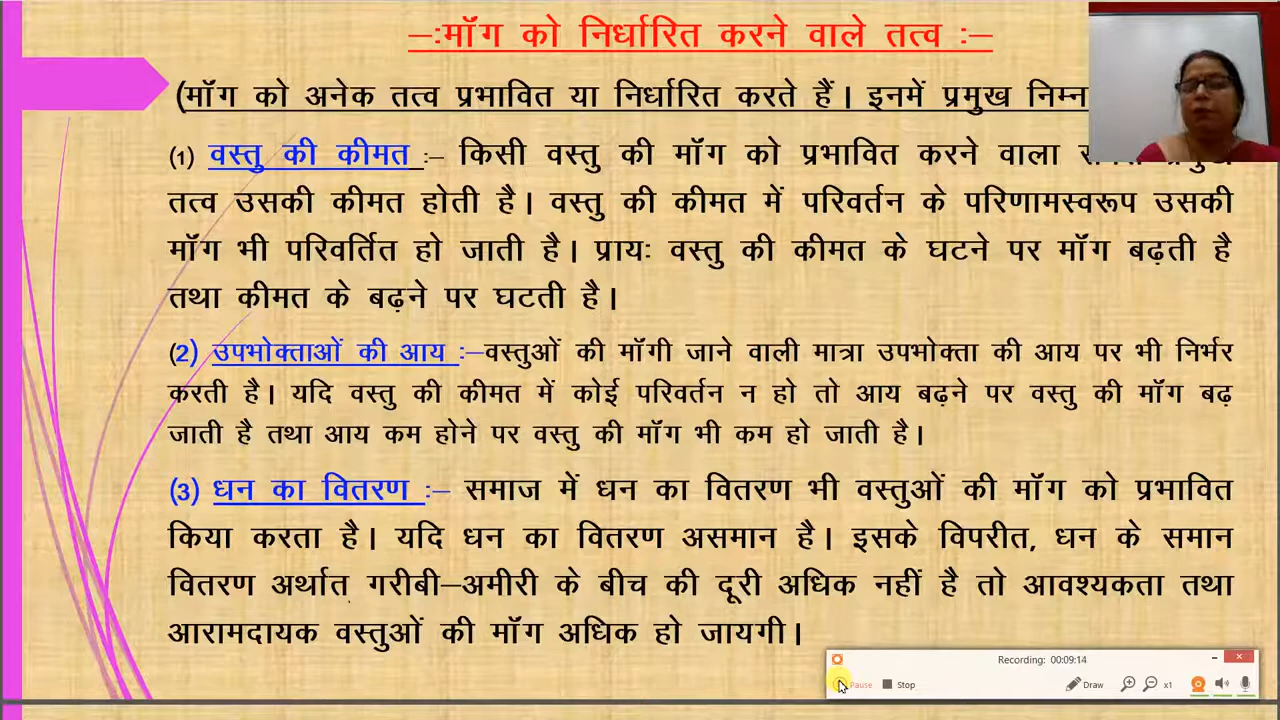 –:मॉग को निर्धारित करने वाले तत्व :–
(मॉग को अनेक तत्व प्रभावित या निर्धारित करते हैं। इनमें प्रमुख निम्न
(1) वस्तु की कीमत :– किसी वस्तु की मॉग को प्रभावित करने वाला
तत्व उसकी कीमत होती है। वस्तु की कीमत में परिवर्तन के परिणामस्वरूप उसकी
मॉग भी परिवर्तित हो जाती है। प्रायः वस्तु की कीमत के घटने पर मॉग बढ़ती है
तथा कीमत के बढ़ने पर घटती है।
(2) उपभोक्ताओं की आय :–वस्तुओं की मॉगी जाने वाली मात्रा उपभोक्ता की आय पर भी निर्भर
करती है। यदि वस्तु की कीमत में कोई परिवर्तन न हो तो आय बढ़ने पर वस्तु की मॉग बढ़
जाती है तथा आय कम होने पर वस्तु की मॉग भी कम हो जाती है।
(3) धन का वितरण :– समाज में धन का वितरण भी वस्तुओं की मॉग को प्रभावित
किया करता है। यदि धन का वितरण असमान है। इसके विपरीत, धन के समान
वितरण अर्थात गरीबी–अमीरी के बीच की दूरी अधिक नहीं है तो आवश्यकता तथा
आरामदायक वस्तुओं की मॉग अधिक हो जायगी।
Recording: 00:09:14
Pause Stop Draw x1